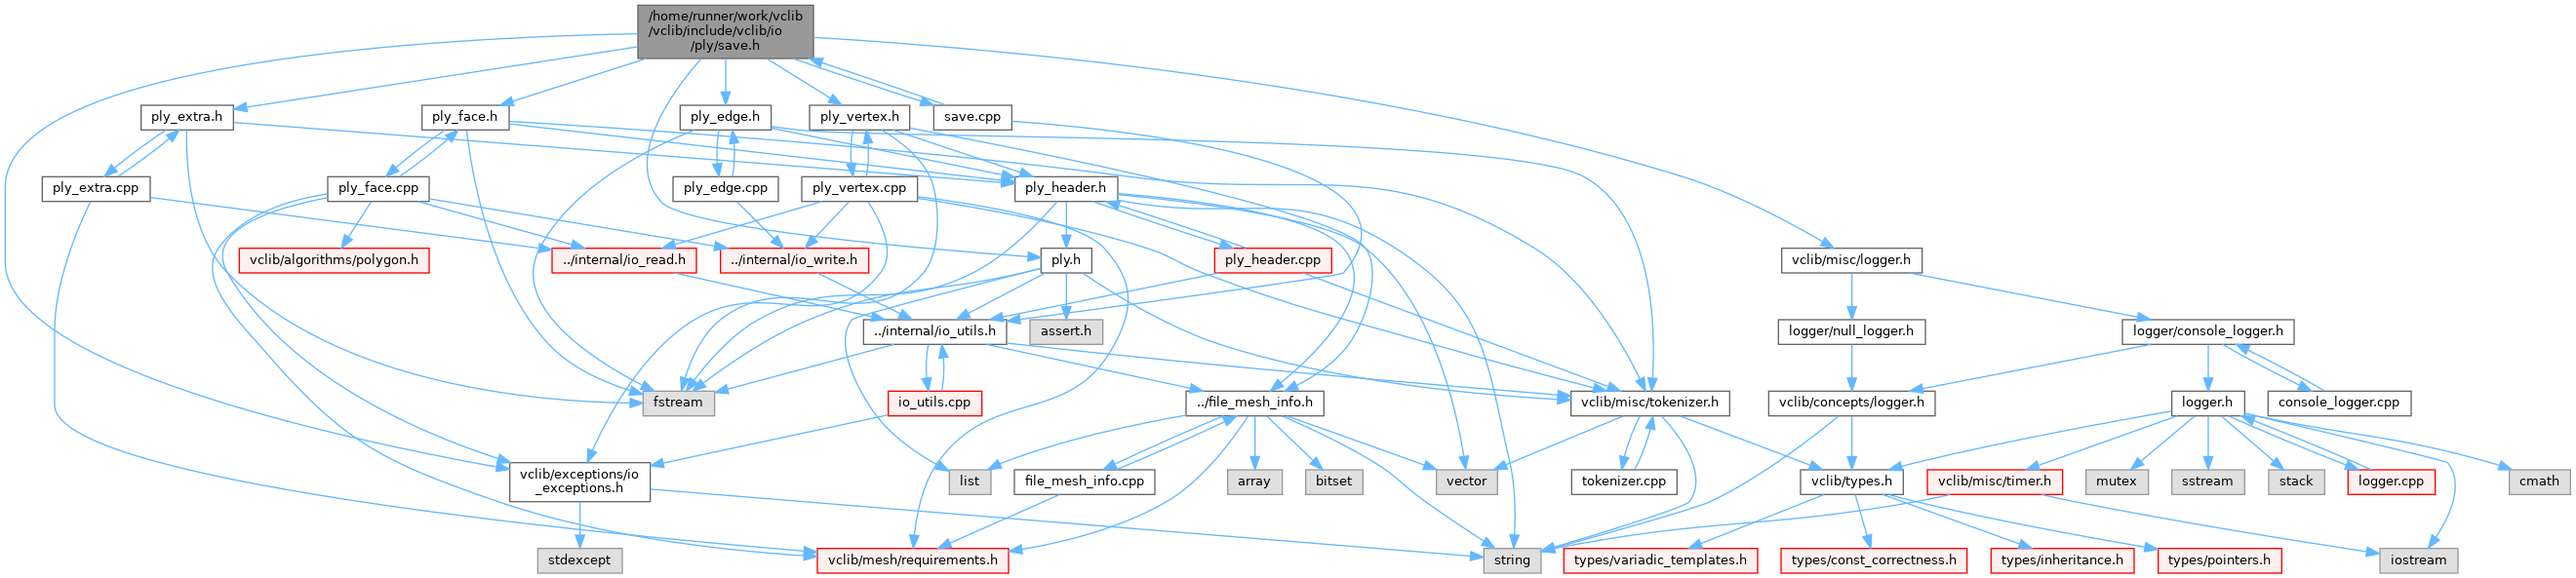 /home/runner/work/vclib
/vclib/include/vclib/io
/ply/save.h
ply_extra.h
ply_face.h
ply_edge.h
ply_vertex.h
save.cpp
ply_extra.cpp
ply_face.cpp
ply_edge.cpp
ply_vertex.cpp
ply_header.h
vclib/algorithms/polygon.h
../internal/io_read.h
../internal/io_write.h
ply.h
ply_header.cpp
vclib/misc/logger.h
../internal/io_utils.h
assert.h
logger/null_logger.h
logger/console_logger.h
fstream
io_utils.cpp
../file_mesh_info.h
vclib/misc/tokenizer.h
vclib/concepts/logger.h
logger.h
console_logger.cpp
vclib/exceptions/io
_exceptions.h
list
file_mesh_info.cpp
array
bitset
vector
tokenizer.cpp
vclib/types.h
vclib/misc/timer.h
mutex
sstream
stack
logger.cpp
cmath
stdexcept
vclib/mesh/requirements.h
string
types/variadic_templates.h
types/const_correctness.h
types/inheritance.h
types/pointers.h
iostream